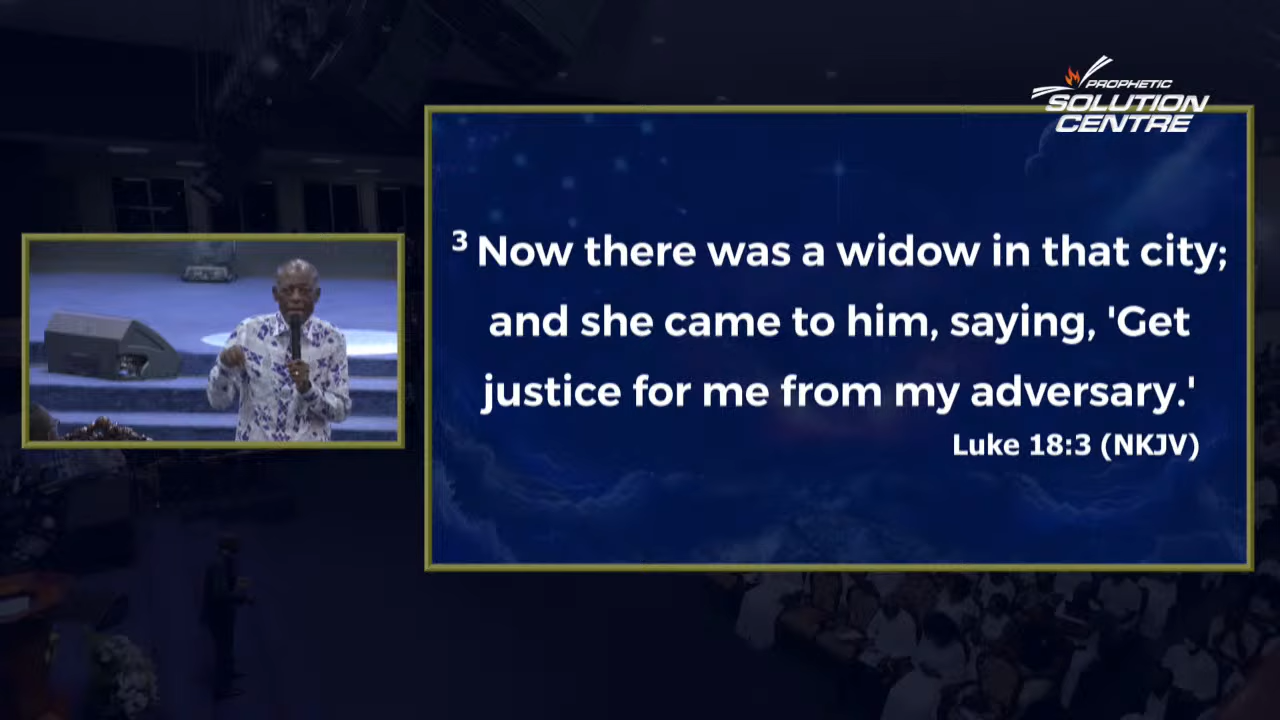 PROPHETIC
SOLUTION
CENTRE
3 Now there was a widow in that city;
and she came to him, saying, 'Get
justice for me from my adversary.'
Luke 18:3 (NKJV)